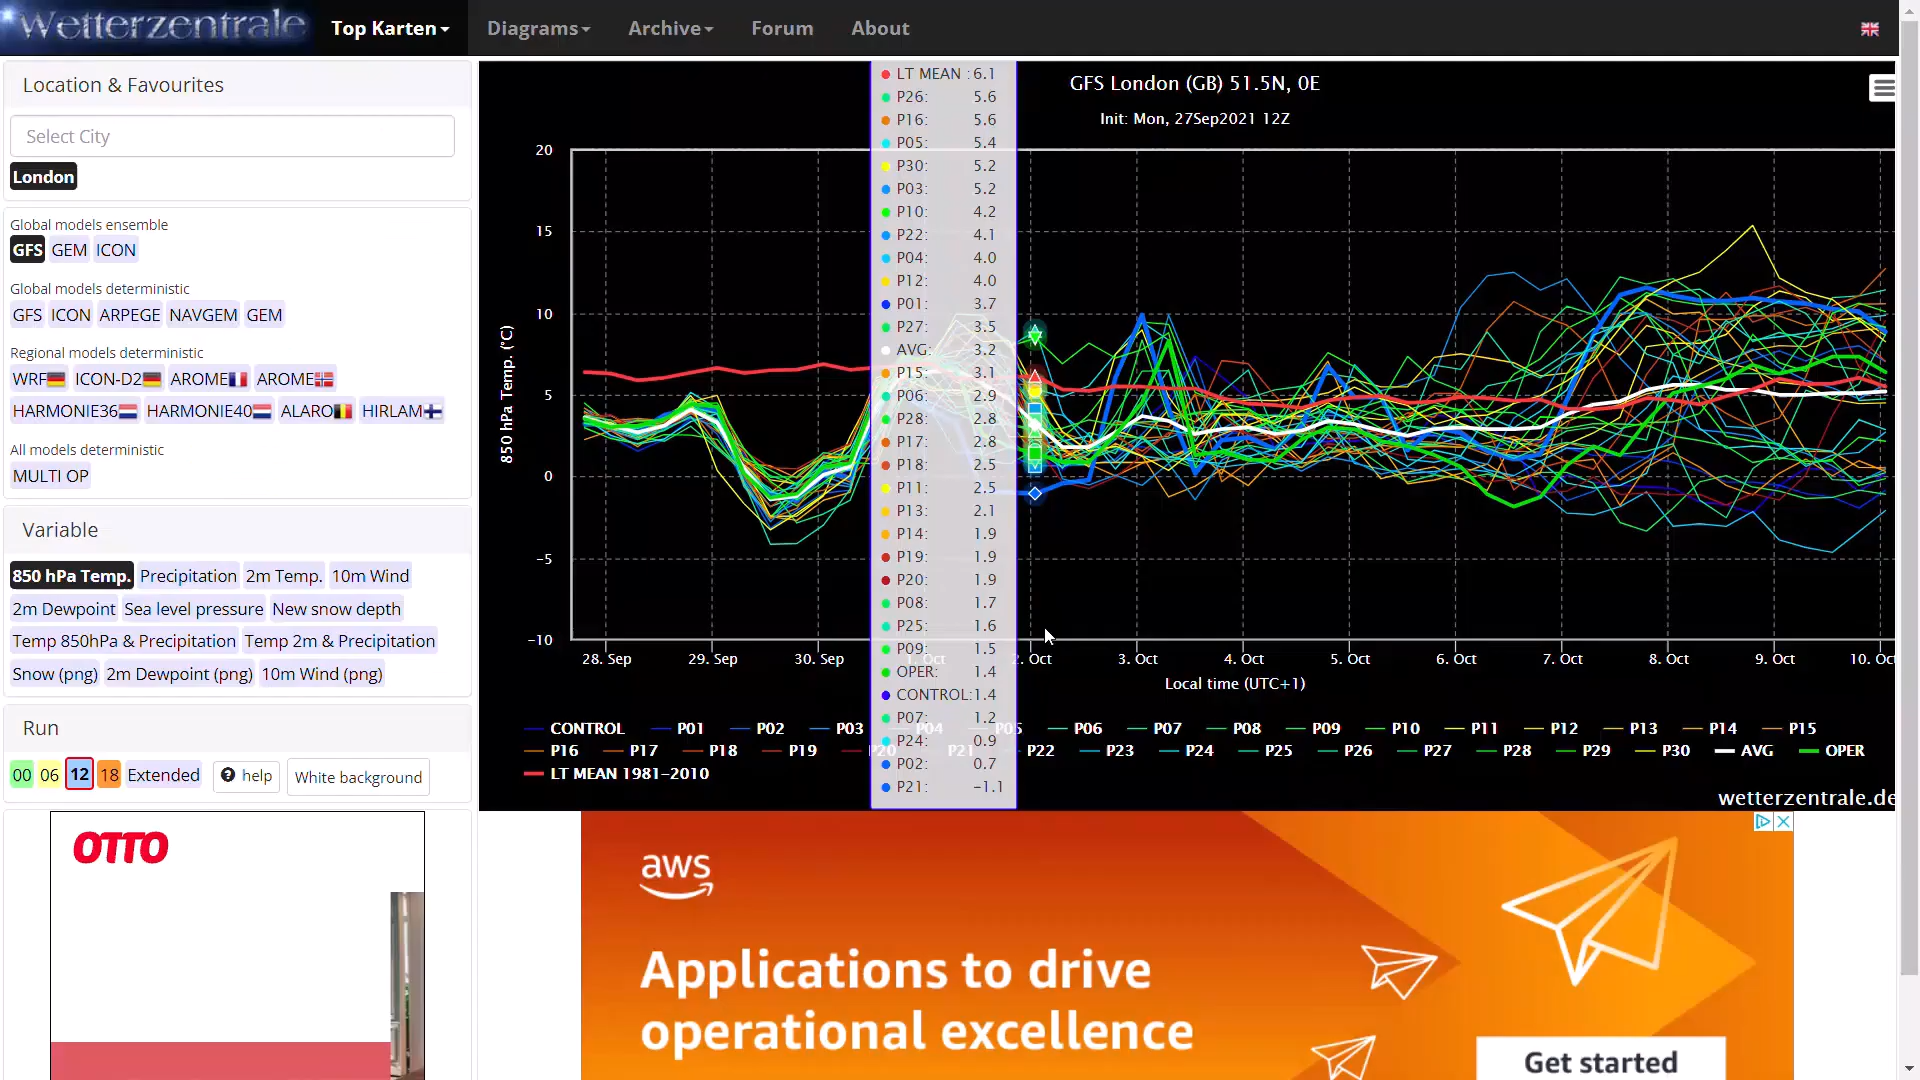 Wetterzentrale
Top Karten
Diagrams
Archive
Forum
About
Location & Favourites
Select City
London
Global models ensemble
GFS GEM ICON
Global models deterministic
GFS ICON ARPEGE NAVGEM GEM
Regional models deterministic
WRF ICON-D2 AROME AROME
HARMONIE36 HARMONIE40 ALARO HIRLAM
All models deterministic
MULTI OP
Variable
850 hPa Temp. Precipitation 2m Temp. 10m Wind
2m Dewpoint Sea level pressure New snow depth
Temp 850hPa & Precipitation Temp 2m & Precipitation
Snow (png) 2m Dewpoint (png) 10m Wind (png)
Run
00 06 12 18 Extended help White background
OTTO
GFS London (GB) 51.5N, 0E
Init: Mon, 27Sep2021 12Z
850 hPa Temp. (°C)
20
15
10
5
0
−5
−10
LT MEAN : 6.1
P26: 5.6
P16: 5.6
P05: 5.4
P30: 5.2
P03: 5.2
P10: 4.2
P22: 4.1
P04: 4.0
P12: 4.0
P01: 3.7
P27: 3.5
AVG: 3.2
P15: 3.1
P06: 2.9
P28: 2.8
P17: 2.8
P18: 2.5
P11: 2.5
P13: 2.1
P14: 1.9
P19: 1.9
P20: 1.9
P08: 1.7
P25: 1.6
P09: 1.5
OPER: 1.4
CONTROL: 1.4
P07: 1.2
P24: 0.9
P02: 0.7
P21: −1.1
28. Sep 29. Sep 30. Sep 1. Oct 2. Oct 3. Oct 4. Oct 5. Oct 6. Oct 7. Oct 8. Oct 9. Oct 10. Oct
Local time (UTC+1)
CONTROL P01 P02 P03 P04 P05 P06 P07 P08 P09 P10 P11 P12 P13 P14 P15
P16 P17 P18 P19 P20 P21 P22 P23 P24 P25 P26 P27 P28 P29 P30 AVG OPER
LT MEAN 1981-2010
wetterzentrale.de
aws
Applications to drive
operational excellence
Get started